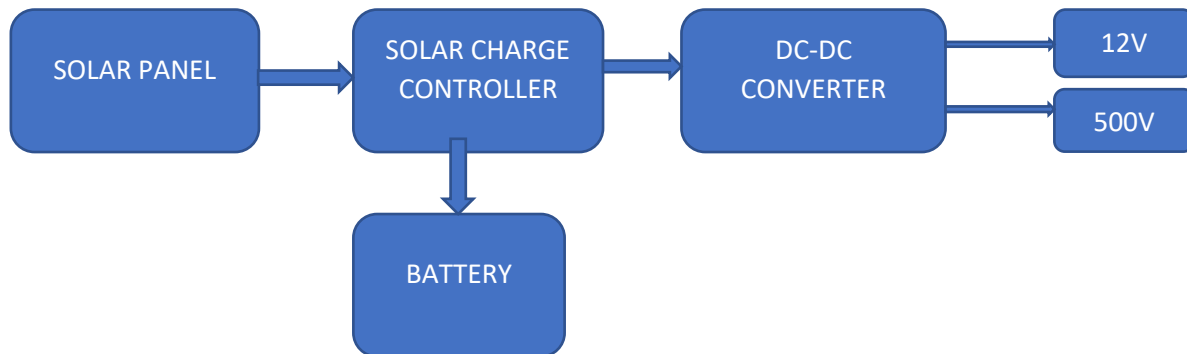 SOLAR PANEL
SOLAR CHARGE
CONTROLLER
DC-DC
CONVERTER
12V
500V
BATTERY